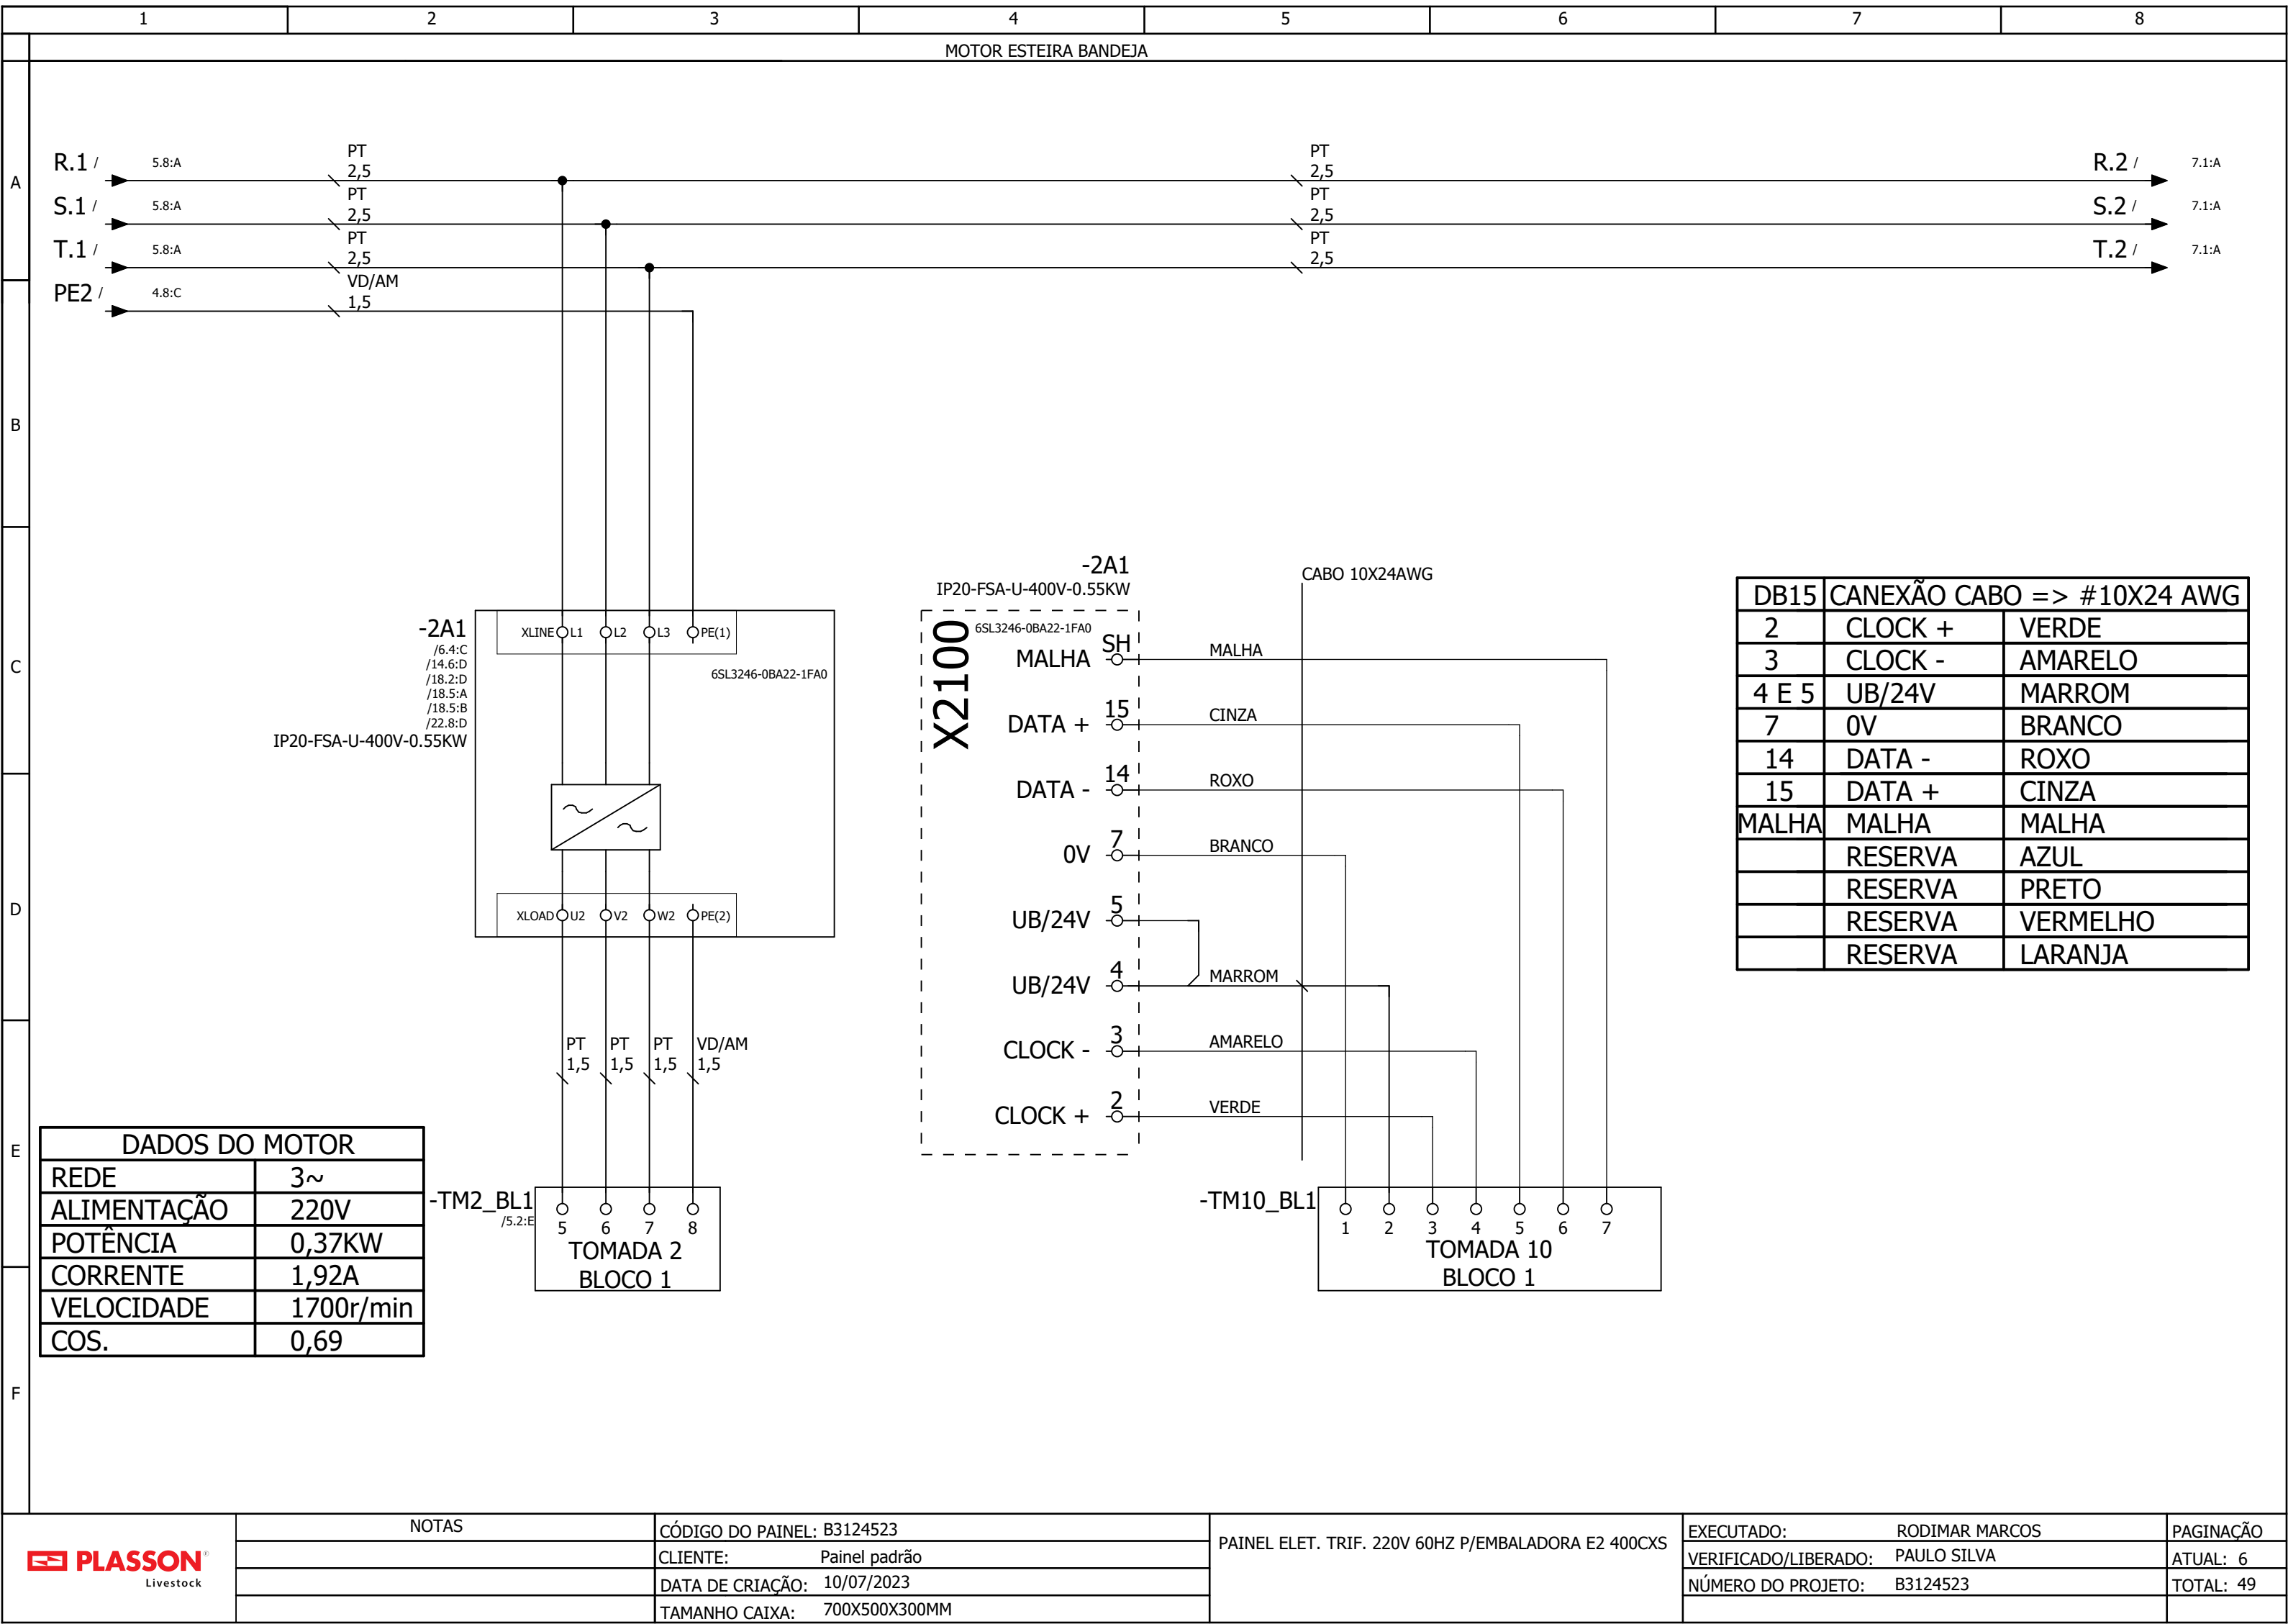 1 2 3 4 5 6 7 8
MOTOR ESTEIRA BANDEJA
A
B
C
D
E
F
R.1 / 5.8:A
PT
2,5
PT
2,5
R.2 / 7.1:A
S.1 / 5.8:A
PT
2,5
PT
2,5
S.2 / 7.1:A
T.1 / 5.8:A
PT
2,5
PT
2,5
T.2 / 7.1:A
PE2 / 4.8:C
VD/AM
1,5
-2A1
/6.4:C
/14.6:D
/18.2:D
/18.5:A
/18.5:B
/22.8:D
IP20-FSA-U-400V-0.55KW
XLINE L1 L2 L3 PE(1)
6SL3246-0BA22-1FA0
XLOAD U2 V2 W2 PE(2)
PT PT PT VD/AM
1,5 1,5 1,5 1,5
-TM2_BL1
/5.2:E
5 6 7 8
TOMADA 2
BLOCO 1
-2A1
IP20-FSA-U-400V-0.55KW
X2100
6SL3246-0BA22-1FA0
CABO 10X24AWG
MALHA SH MALHA
DATA + 15 CINZA
DATA - 14 ROXO
0V 7 BRANCO
UB/24V 5
UB/24V 4 MARROM
CLOCK - 3 AMARELO
CLOCK + 2 VERDE
-TM10_BL1
1 2 3 4 5 6 7
TOMADA 10
BLOCO 1
DB15 CANEXÃO CABO => #10X24 AWG
2 CLOCK + VERDE
3 CLOCK - AMARELO
4 E 5 UB/24V MARROM
7 0V BRANCO
14 DATA - ROXO
15 DATA + CINZA
MALHA MALHA MALHA
RESERVA AZUL
RESERVA PRETO
RESERVA VERMELHO
RESERVA LARANJA
DADOS DO MOTOR
REDE 3~
ALIMENTAÇÃO 220V
POTÊNCIA 0,37KW
CORRENTE 1,92A
VELOCIDADE 1700r/min
COS. 0,69
PLASSON
Livestock
NOTAS
CÓDIGO DO PAINEL: B3124523
CLIENTE: Painel padrão
DATA DE CRIAÇÃO: 10/07/2023
TAMANHO CAIXA: 700X500X300MM
PAINEL ELET. TRIF. 220V 60HZ P/EMBALADORA E2 400CXS
EXECUTADO: RODIMAR MARCOS
VERIFICADO/LIBERADO: PAULO SILVA
NÚMERO DO PROJETO: B3124523
PAGINAÇÃO
ATUAL: 6
TOTAL: 49